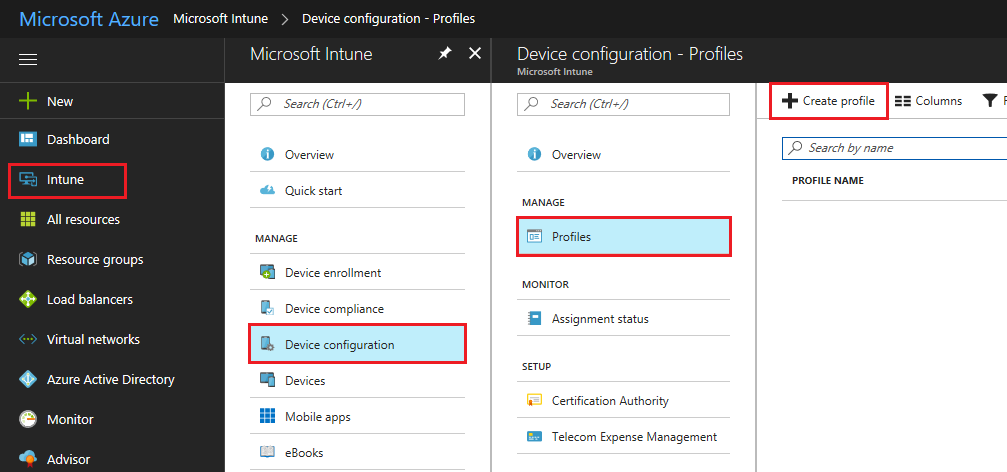 Microsoft Azure Microsoft Intune > Device configuration - Profiles
New
Dashboard
Intune
All resources
Resource groups
Load balancers
Virtual networks
Azure Active Directory
Monitor
Advisor
Microsoft Intune
Search (Ctrl+/)
Overview
Quick start
MANAGE
Device enrollment
Device compliance
Device configuration
Devices
Mobile apps
eBooks
Device configuration - Profiles
Microsoft Intune
Search (Ctrl+/)
Overview
MANAGE
Profiles
MONITOR
Assignment status
SETUP
Certification Authority
Telecom Expense Management
Create profile Columns
Search by name
PROFILE NAME